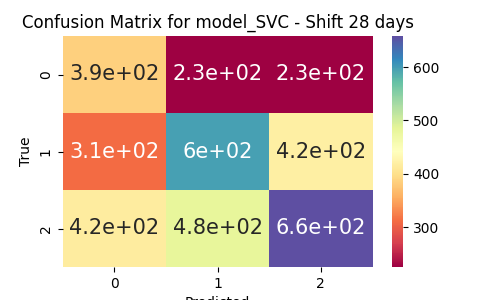 Confusion Matrix for model_SVC - Shift 28 days
0 3.9e+02 2.3e+02 2.3e+02 600
500
True 1 3.1e+02 6e+02 4.2e+02 400
300
2 4.2e+02 4.8e+02 6.6e+02
0 1 2
Predicted